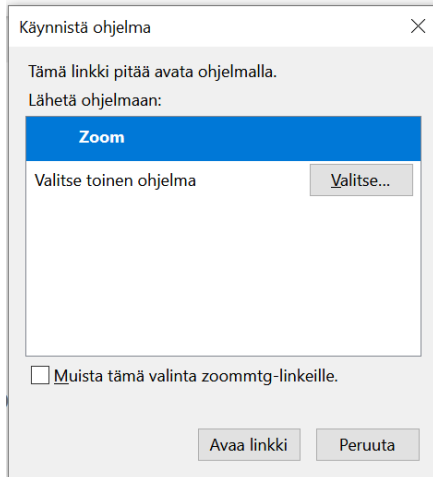 Käynnistä ohjelma
Tämä linkki pitää avata ohjelmalla.
Lähetä ohjelmaan:
Zoom
Valitse toinen ohjelma Valitse...
Muista tämä valinta zoommtg-linkeille.
Avaa linkki Peruuta